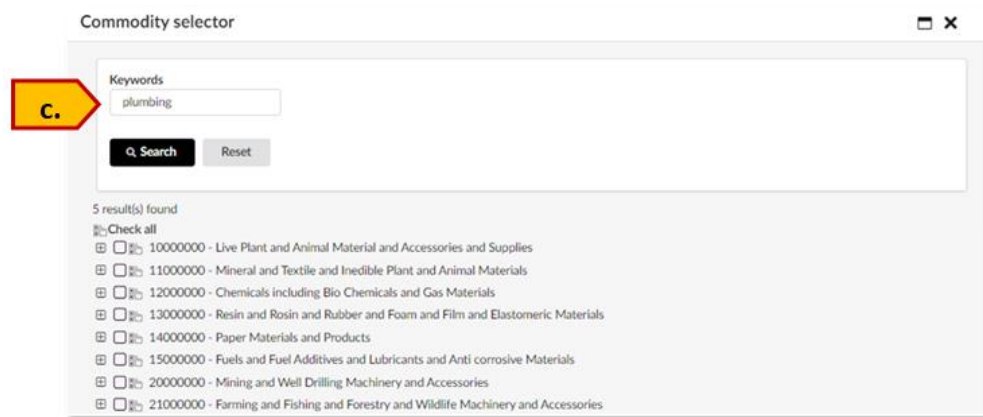 Commodity selector
Keywords
c.
plumbing
Search
Reset
5 result(s) found
Check all
10000000 - Live Plant and Animal Material and Accessories and Supplies
11000000 - Mineral and Textile and Inedible Plant and Animal Materials
12000000 - Chemicals including Bio Chemicals and Gas Materials
13000000 - Resin and Rosin and Rubber and Foam and Film and Elastomeric Materials
14000000 - Paper Materials and Products
15000000 - Fuels and Fuel Additives and Lubricants and Anti corrosive Materials
20000000 - Mining and Well Drilling Machinery and Accessories
21000000 - Farming and Fishing and Forestry and Wildlife Machinery and Accessories